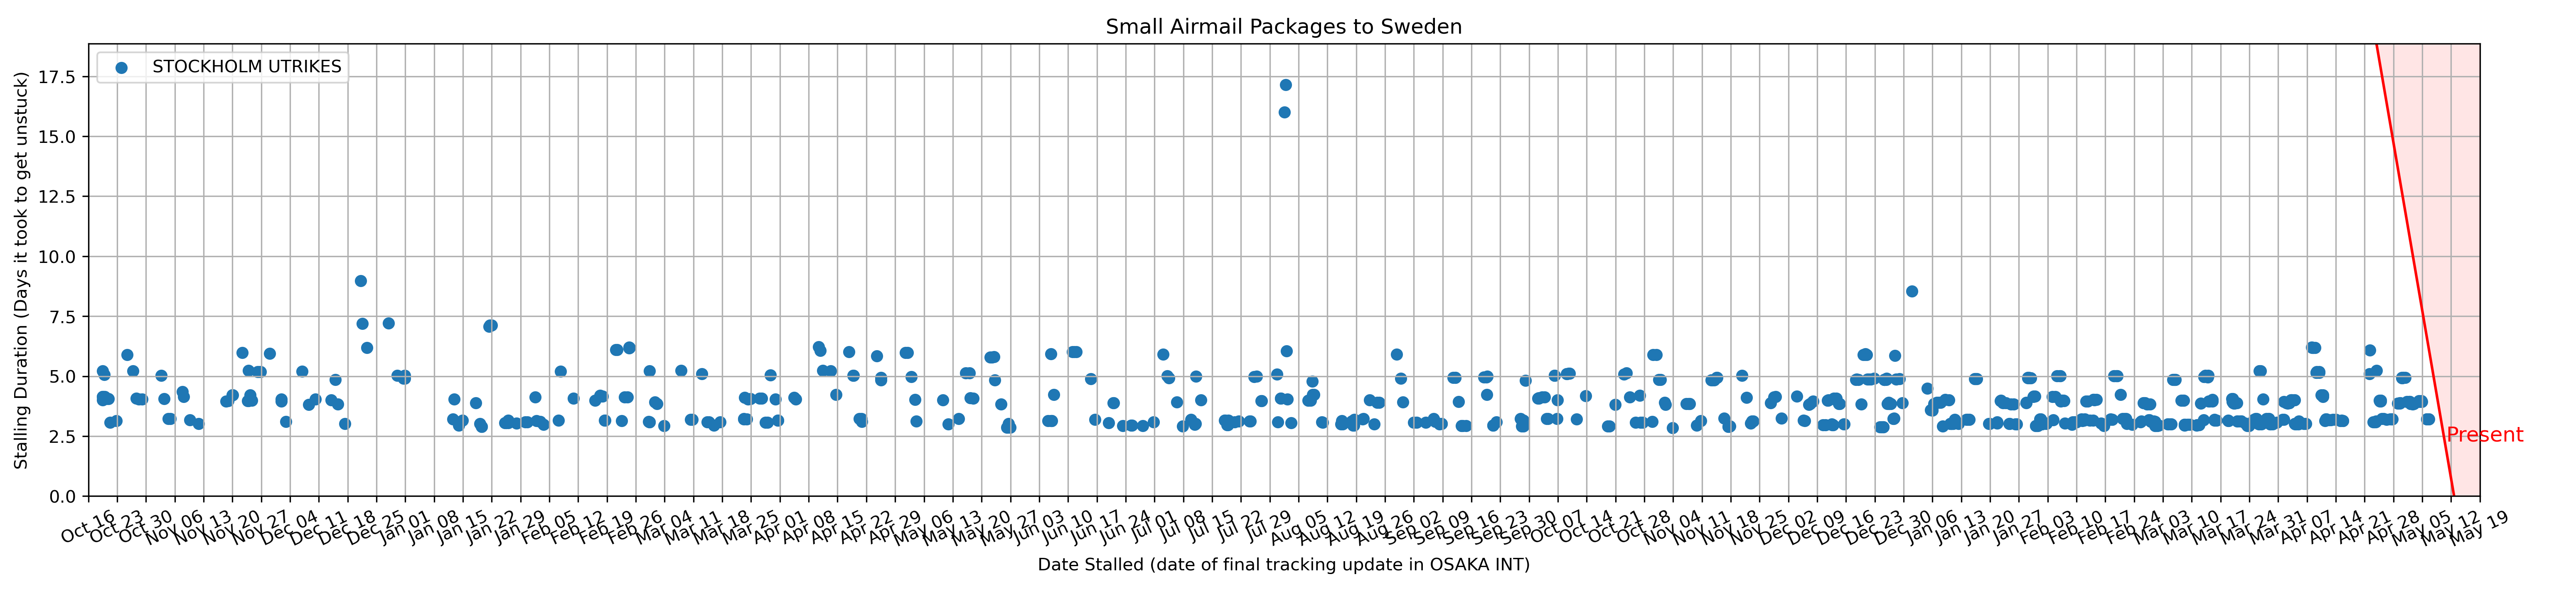 Small Airmail Packages to Sweden
STOCKHOLM UTRIKES
Stalling Duration (Days it took to get unstuck)
17.5
15.0
12.5
10.0
7.5
5.0
2.5
0.0
Present
Oct 16
Oct 23
Oct 30
Nov 06
Nov 13
Nov 20
Nov 27
Dec 04
Dec 11
Dec 18
Dec 25
Jan 01
Jan 08
Jan 15
Jan 22
Jan 29
Feb 05
Feb 12
Feb 19
Feb 26
Mar 04
Mar 11
Mar 18
Mar 25
Apr 01
Apr 08
Apr 15
Apr 22
Apr 29
May 06
May 13
May 20
May 27
Jun 03
Jun 10
Jun 17
Jun 24
Jul 01
Jul 08
Jul 15
Jul 22
Jul 29
Aug 05
Aug 12
Aug 19
Aug 26
Sep 02
Sep 09
Sep 16
Sep 23
Sep 30
Oct 07
Oct 14
Oct 21
Oct 28
Nov 04
Nov 11
Nov 18
Nov 25
Dec 02
Dec 09
Dec 16
Dec 23
Dec 30
Jan 06
Jan 13
Jan 20
Jan 27
Feb 03
Feb 10
Feb 17
Feb 24
Mar 03
Mar 10
Mar 17
Mar 24
Mar 31
Apr 07
Apr 14
Apr 21
Apr 28
May 05
May 12
May 19
Date Stalled (date of final tracking update in OSAKA INT)